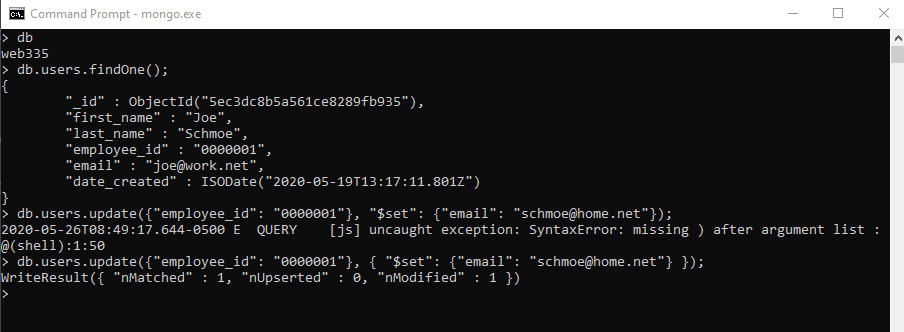 Command Prompt - mongo.exe
> db
web335
> db.users.findOne();
{
        "_id" : ObjectId("5ec3dc8b5a561ce8289fb935"),
        "first_name" : "Joe",
        "last_name" : "Schmoe",
        "employee_id" : "0000001",
        "email" : "joe@work.net",
        "date_created" : ISODate("2020-05-19T13:17:11.801Z")
}
> db.users.update({"employee_id": "0000001"}, "$set": {"email": "schmoe@home.net"});
2020-05-26T08:49:17.644-0500 E  QUERY    [js] uncaught exception: SyntaxError: missing ) after argument list :
@(shell):1:50
> db.users.update({"employee_id": "0000001"}, { "$set": {"email": "schmoe@home.net"} });
WriteResult({ "nMatched" : 1, "nUpserted" : 0, "nModified" : 1 })
>